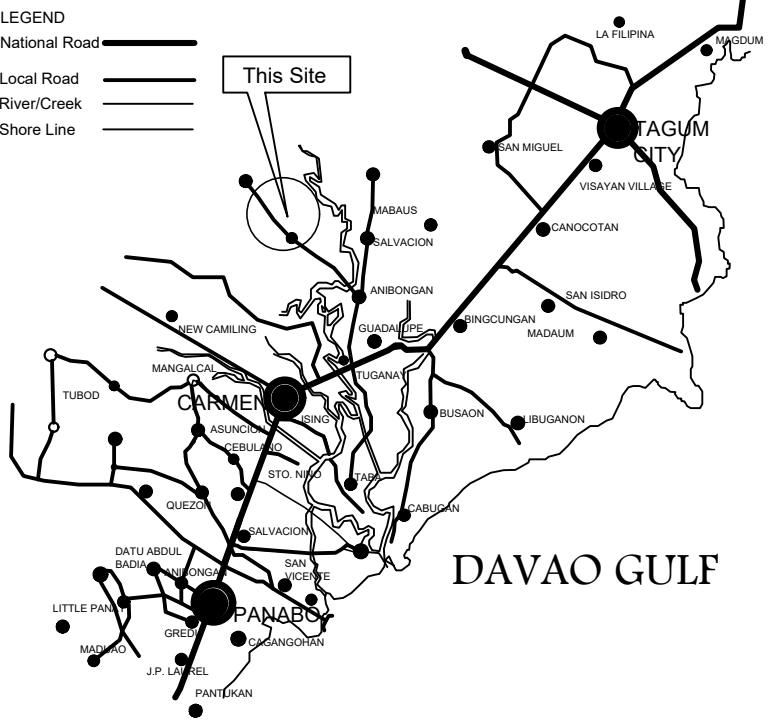 LEGEND
National Road
Local Road
River/Creek
Shore Line
This Site
LA FILIPINA
MAGDUM
TAGUM
CITY
SAN MIGUEL
VISAYAN VILLAGE
MABAUS
SALVACION
CANOCOTAN
ANIBONGAN
SAN ISIDRO
GUADALUPE
BINGCUNGAN
MADAUM
NEW CAMILING
MANGALCAL
TUGANAY
TUBOD
CARMEN
ISING
BUSAON
LIBUGANON
ASUNCION
CEBULANO
STO. NINO
TABA
QUEZON
CABUGAN
SALVACION
DATU ABDUL
BADIA
ANIBONGAN
SAN
VICENTE
DAVAO GULF
LITTLE PANAY
PANABO
GREDU
CAGANGOHAN
MADUAO
J.P. LAUREL
PANTUKAN